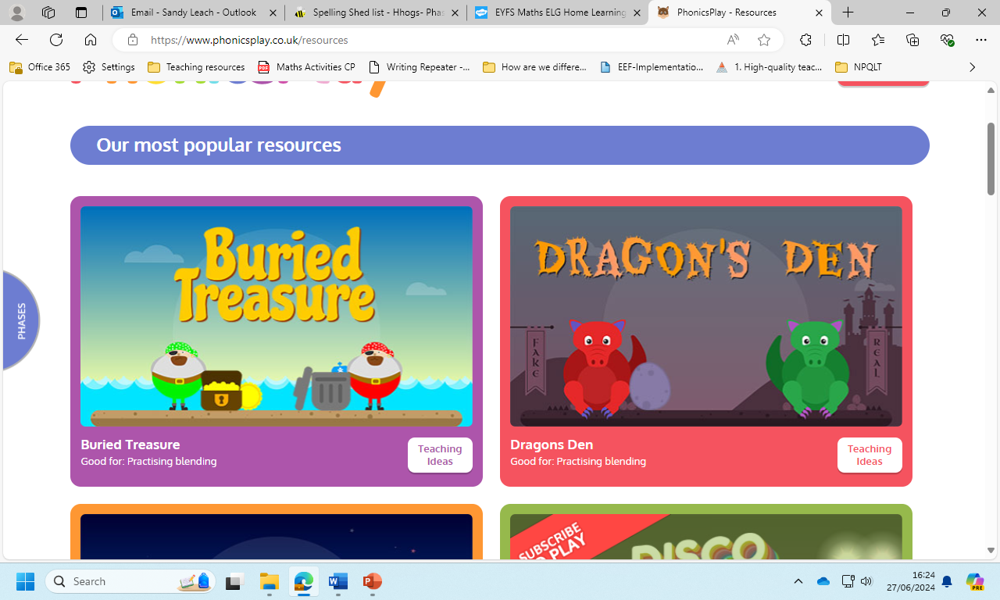 Email - Sandy Leach - Outlook
Spelling Shed list - Hhogs- Phas
EYFS Maths ELG Home Learning
PhonicsPlay - Resources
https://www.phonicsplay.co.uk/resources
Office 365
Settings
Teaching resources
PDF
Maths Activities CP
Writing Repeater -...
How are we differe...
EEF-Implementatio...
1. High-quality teac...
NPQLT
Our most popular resources
PHASES
Buried
Treasure
DRAGON'S DEN
FAKE
REAL
Buried Treasure
Good for: Practising blending
Teaching
Ideas
Dragons Den
Good for: Practising blending
Teaching
Ideas
SUBSCRIBE
O PLAY
DISCO
Search
16:24
27/06/2024
PRE